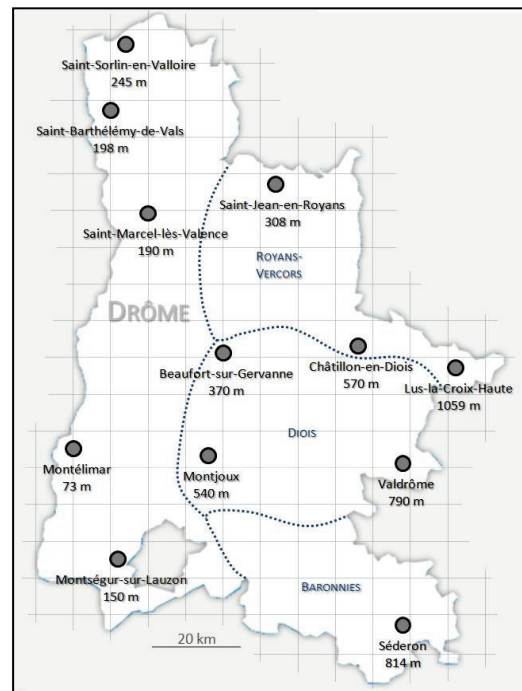 Saint-Sorlin-en-Valloire
245 m
Saint-Barthélémy-de-Vals
198 m
Saint-Jean-en-Royans
308 m
Saint-Marcel-lès-Valence
190 m
ROYANS-
VERCORS
DRÔME
Beaufort-sur-Gervanne
370 m
Châtillon-en-Diois
570 m
Lus-la-Croix-Haute
1059 m
DIOIS
Montélimar
73 m
Montjoux
540 m
Valdrôme
790 m
Montségur-sur-Lauzon
150 m
BARONNIES
20 km
Séderon
814 m